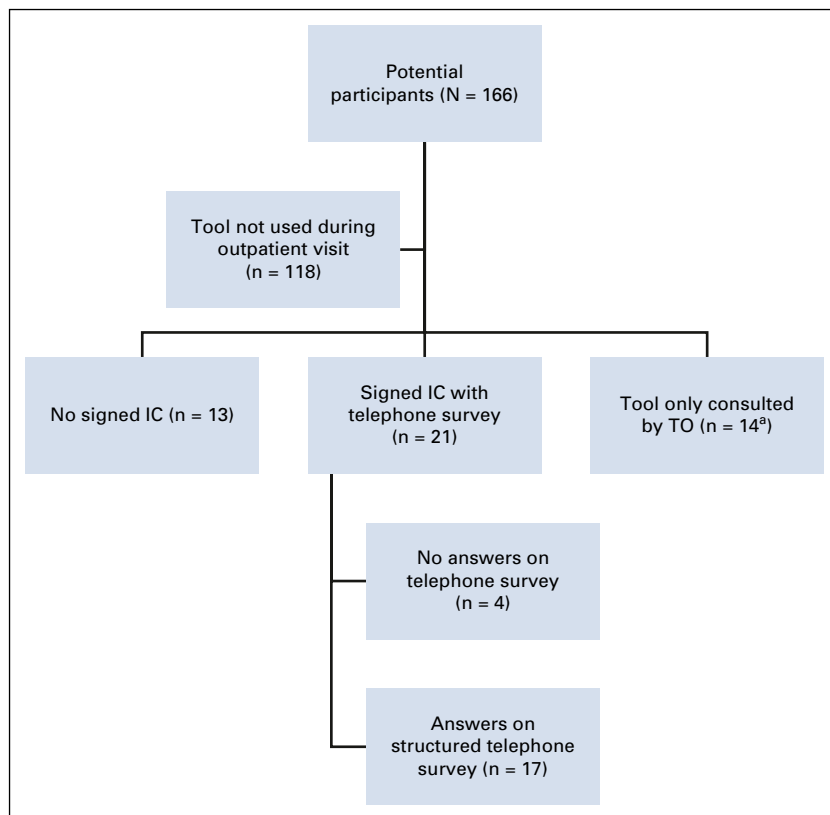 Potential
participants (N = 166)
Tool not used during
outpatient visit
(n = 118)
No signed IC (n = 13)
Signed IC with
telephone survey
(n = 21)
Tool only consulted
by TO (n = 14ª)
No answers on
telephone survey
(n = 4)
Answers on
structured telephone
survey (n = 17)